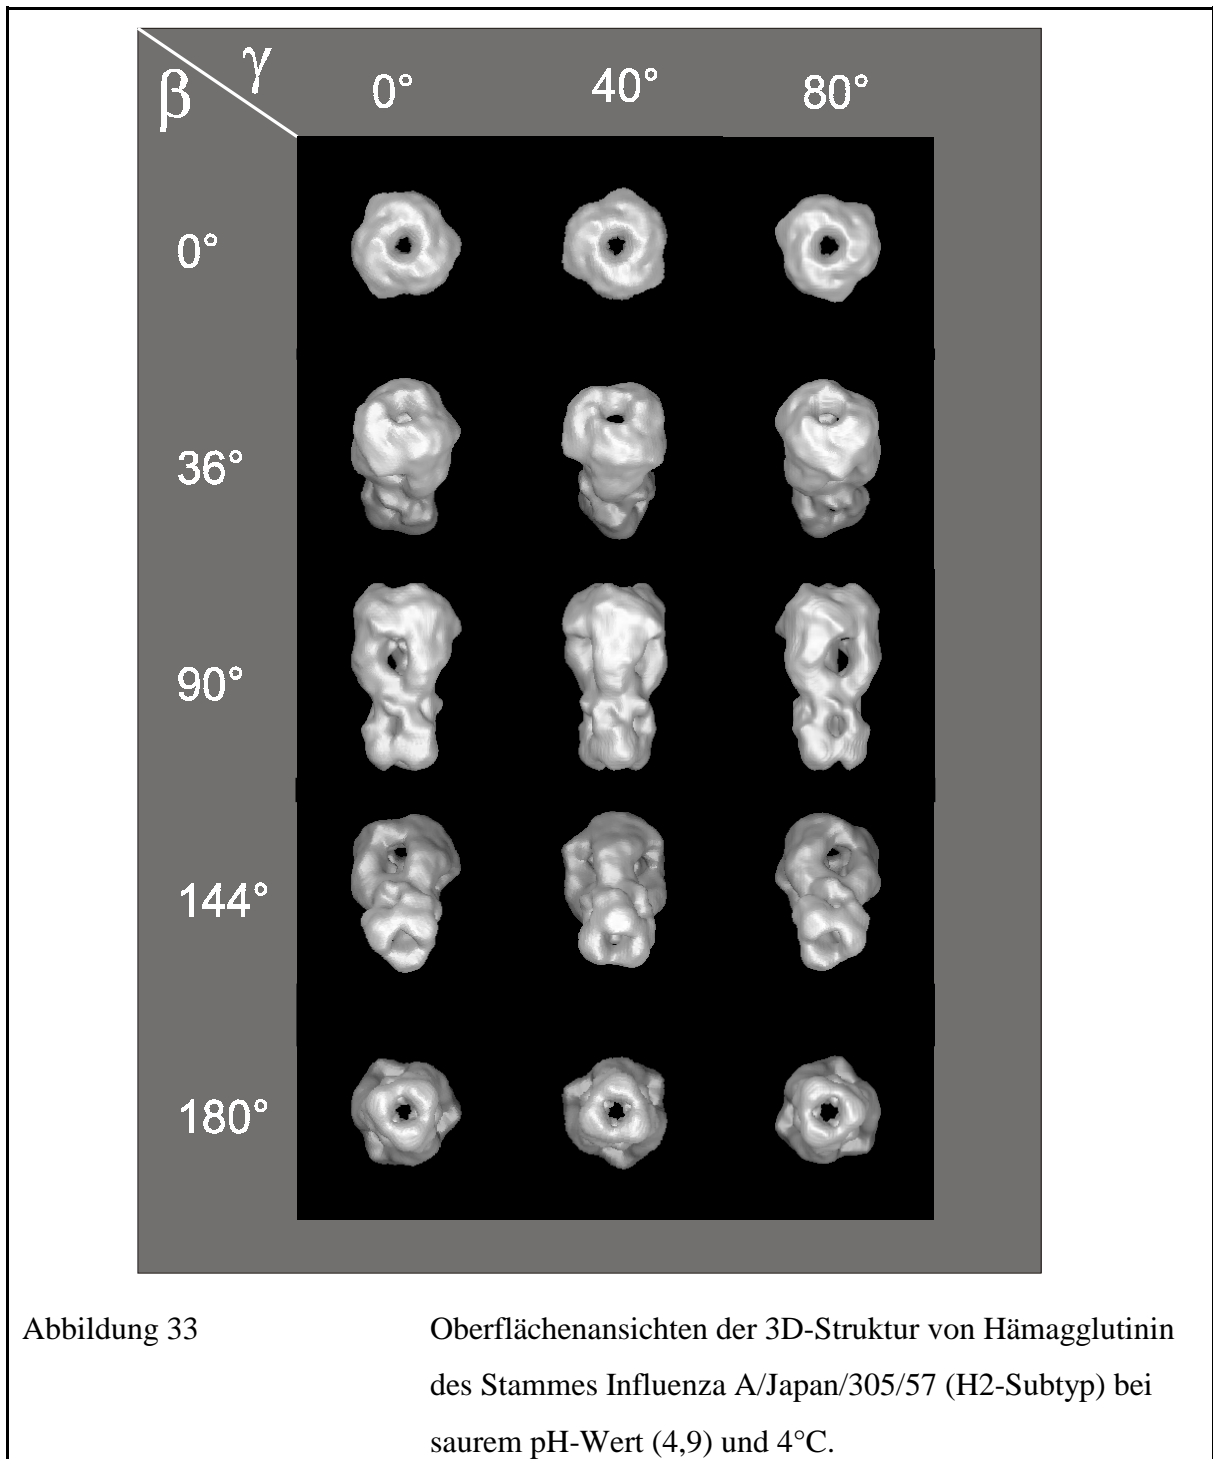 γ
β
0° 40° 80°
0°
36°
90°
144°
180°
Abbildung 33
Oberflächenansichten der 3D-Struktur von Hämagglutinin
des Stammes Influenza A/Japan/305/57 (H2-Subtyp) bei
saurem pH-Wert (4,9) und 4°C.